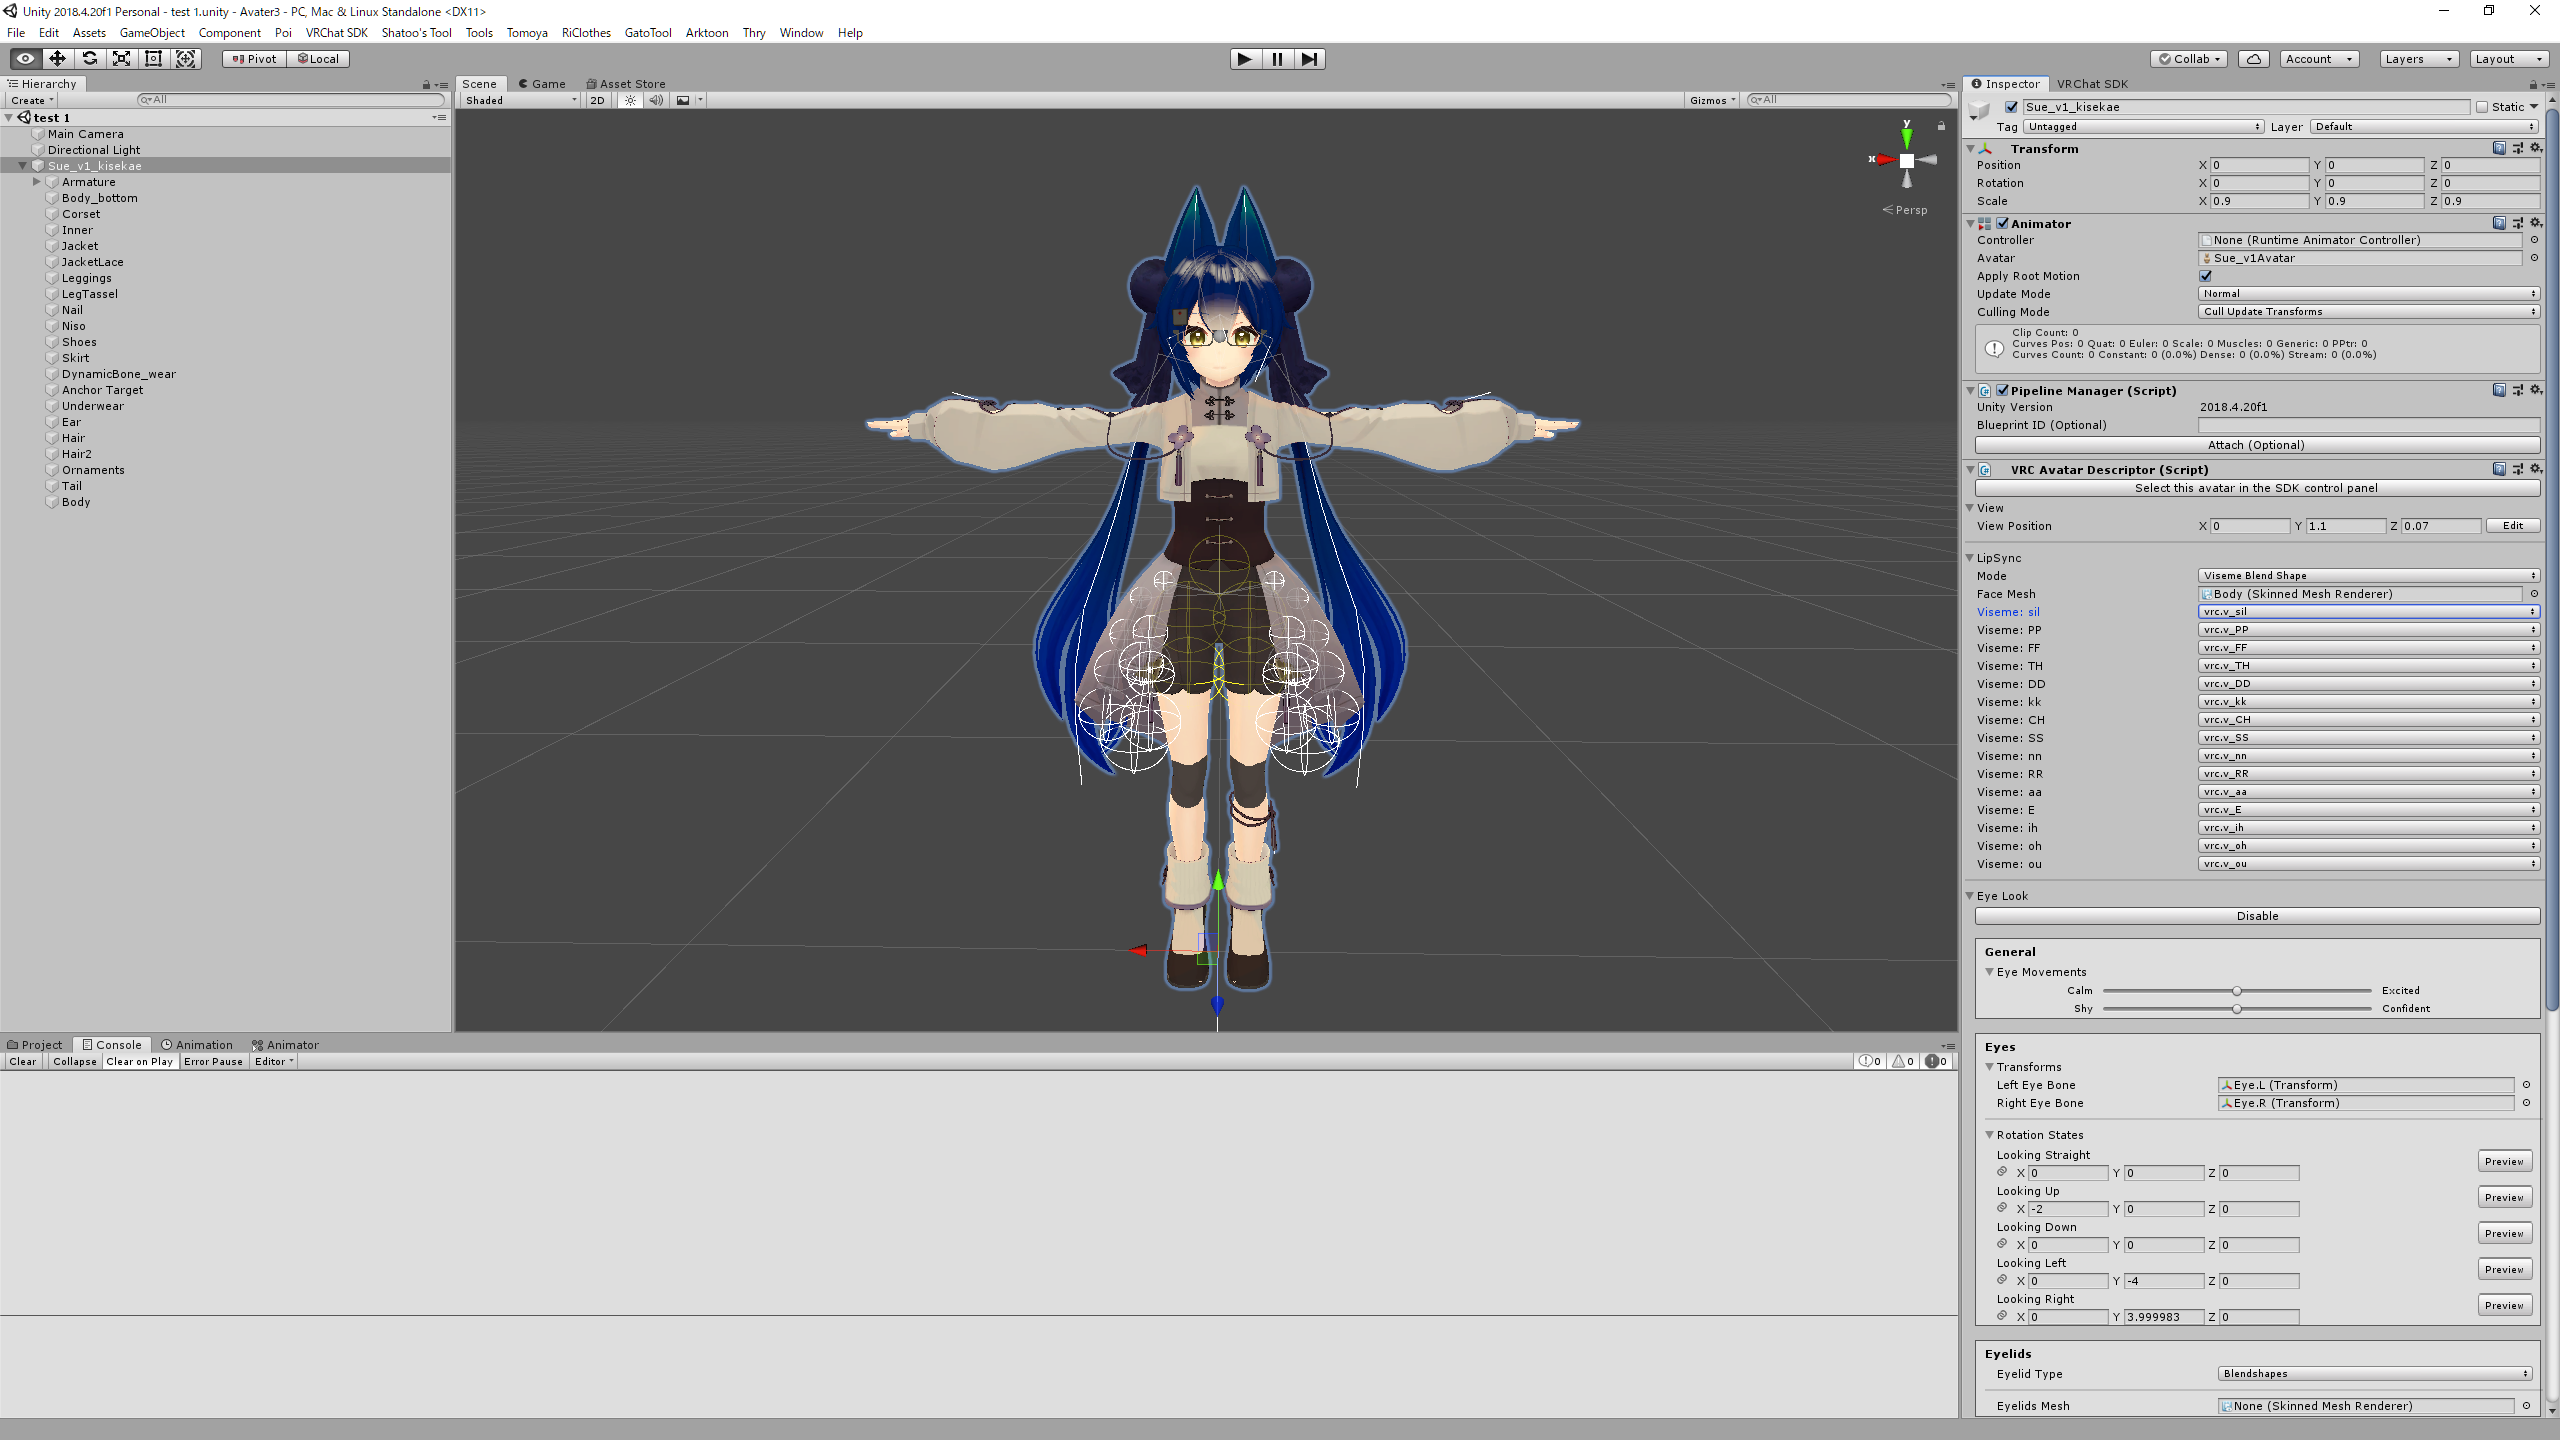 Unity 2018.4.20f1 Personal - test 1.unity - Avater3 - PC, Mac & Linux Standalone <DX11>
File Edit Assets GameObject Component Poi VRChat SDK Shatoo's Tool Tools Tomoya RiClothes GatoTool Arktoon Thry Window Help
Pivot Local Collab Account Layers Layout
Hierarchy
Create All
test 1
Main Camera
Directional Light
Sue_v1_kisekae
Armature
Body_bottom
Corset
Inner
Jacket
JacketLace
Leggings
LegTassel
Nail
Niso
Shoes
Skirt
DynamicBone_wear
Anchor Target
Underwear
Ear
Hair
Hair2
Ornaments
Tail
Body
Scene Game Asset Store
Shaded 2D Gizmos All
y
x
Persp
Project Console Animation Animator
Clear Collapse Clear on Play Error Pause Editor 0 0 0
Inspector VRChat SDK
Sue_v1_kisekae Static
Tag Untagged Layer Default
Transform
Position X 0 Y 0 Z 0
Rotation X 0 Y 0 Z 0
Scale X 0.9 Y 0.9 Z 0.9
Animator
Controller None (Runtime Animator Controller)
Avatar Sue_v1Avatar
Apply Root Motion
Update Mode Normal
Culling Mode Cull Update Transforms
Clip Count: 0
Curves Pos: 0 Quat: 0 Euler: 0 Scale: 0 Muscles: 0 Generic: 0 PPtr: 0
Curves Count: 0 Constant: 0 (0.0%) Dense: 0 (0.0%) Stream: 0 (0.0%)
Pipeline Manager (Script)
Unity Version 2018.4.20f1
Blueprint ID (Optional)
Attach (Optional)
VRC Avatar Descriptor (Script)
Select this avatar in the SDK control panel
View
View Position X 0 Y 1.1 Z 0.07 Edit
LipSync
Mode Viseme Blend Shape
Face Mesh Body (Skinned Mesh Renderer)
Viseme: sil vrc.v_sil
Viseme: PP vrc.v_PP
Viseme: FF vrc.v_FF
Viseme: TH vrc.v_TH
Viseme: DD vrc.v_DD
Viseme: kk vrc.v_kk
Viseme: CH vrc.v_CH
Viseme: SS vrc.v_SS
Viseme: nn vrc.v_nn
Viseme: RR vrc.v_RR
Viseme: aa vrc.v_aa
Viseme: E vrc.v_E
Viseme: ih vrc.v_ih
Viseme: oh vrc.v_oh
Viseme: ou vrc.v_ou
Eye Look
Disable
General
Eye Movements
Calm Excited
Shy Confident
Eyes
Transforms
Left Eye Bone Eye.L (Transform)
Right Eye Bone Eye.R (Transform)
Rotation States
Looking Straight
X 0 Y 0 Z 0 Preview
Looking Up
X -2 Y 0 Z 0 Preview
Looking Down
X 0 Y 0 Z 0 Preview
Looking Left
X 0 Y -4 Z 0 Preview
Looking Right
X 0 Y 3.999983 Z 0 Preview
Eyelids
Eyelid Type Blendshapes
Eyelids Mesh None (Skinned Mesh Renderer)